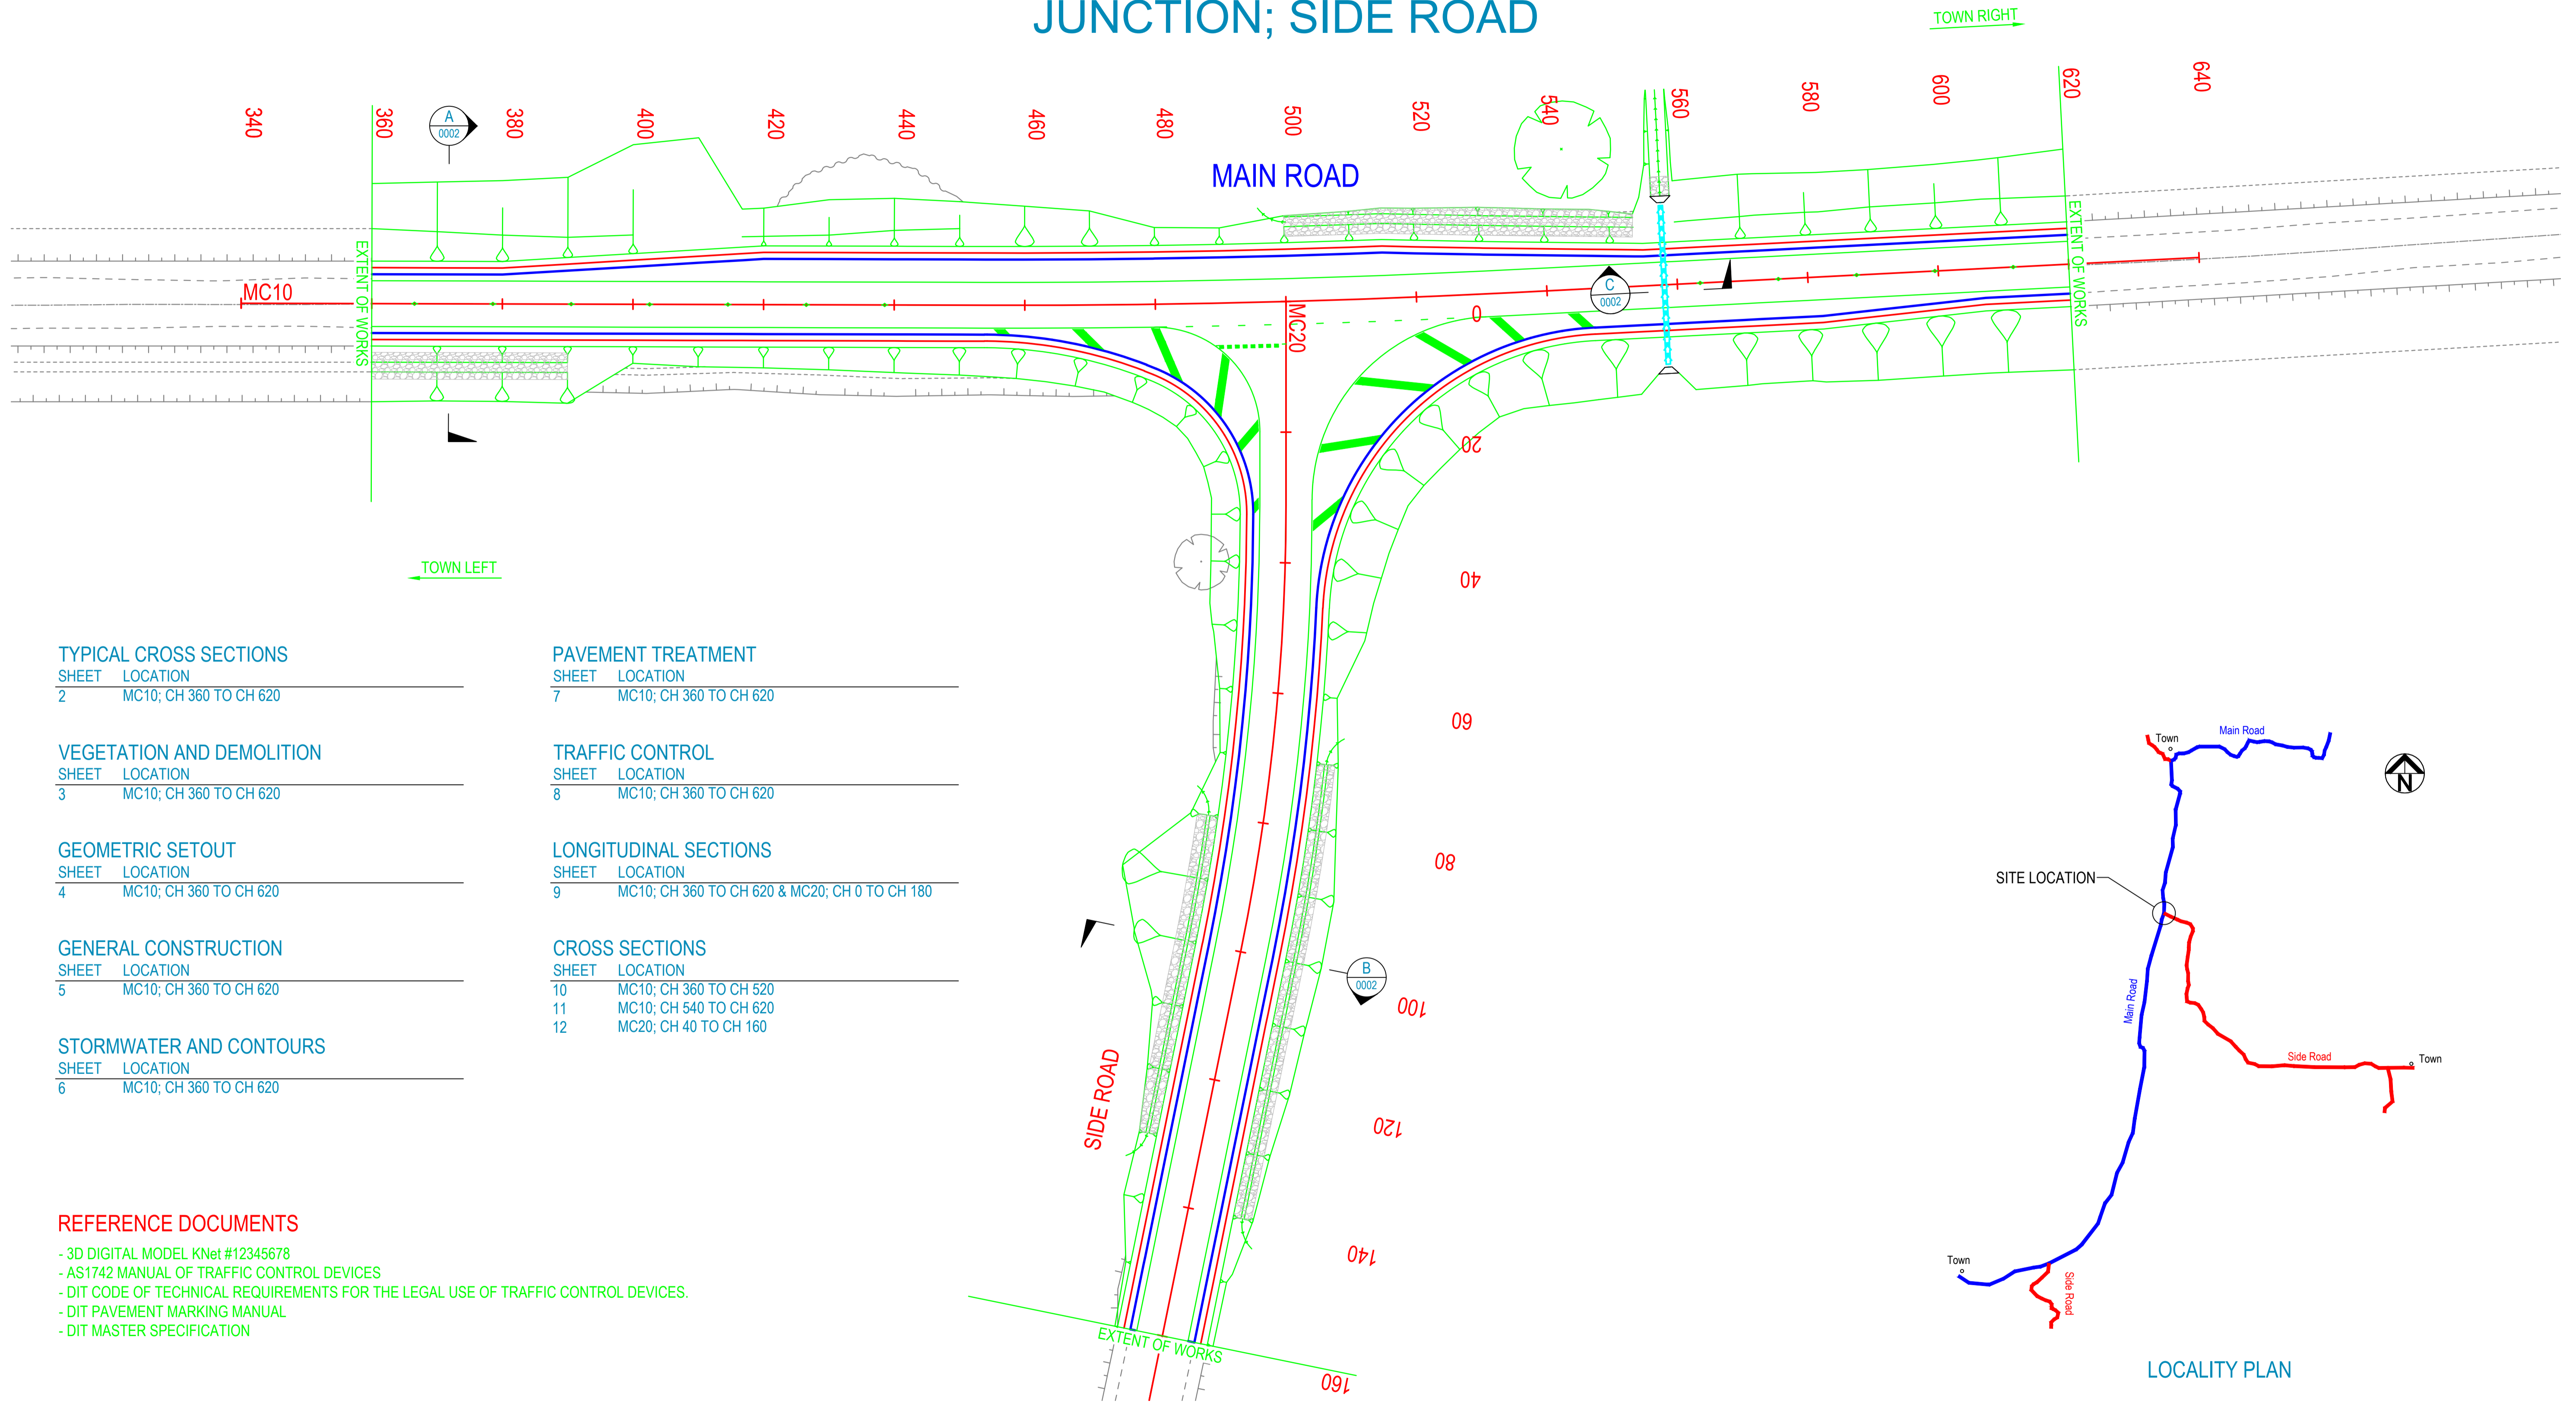 JUNCTION; SIDE ROAD
TOWN RIGHT
340
360
A
0002
380
400
420
440
460
480
500
520
540
560
580
600
620
640
MAIN ROAD
MC10
EXTENT OF WORKS
MC20
C
0002
EXTENT OF WORKS
0
20
40
60
80
100
120
140
160
TOWN LEFT
B
0002
SIDE ROAD
EXTENT OF WORKS
TYPICAL CROSS SECTIONS
SHEET LOCATION
2 MC10; CH 360 TO CH 620
VEGETATION AND DEMOLITION
SHEET LOCATION
3 MC10; CH 360 TO CH 620
GEOMETRIC SETOUT
SHEET LOCATION
4 MC10; CH 360 TO CH 620
GENERAL CONSTRUCTION
SHEET LOCATION
5 MC10; CH 360 TO CH 620
STORMWATER AND CONTOURS
SHEET LOCATION
6 MC10; CH 360 TO CH 620
PAVEMENT TREATMENT
SHEET LOCATION
7 MC10; CH 360 TO CH 620
TRAFFIC CONTROL
SHEET LOCATION
8 MC10; CH 360 TO CH 620
LONGITUDINAL SECTIONS
SHEET LOCATION
9 MC10; CH 360 TO CH 620 & MC20; CH 0 TO CH 180
CROSS SECTIONS
SHEET LOCATION
10 MC10; CH 360 TO CH 520
11 MC10; CH 540 TO CH 620
12 MC20; CH 40 TO CH 160
REFERENCE DOCUMENTS
- 3D DIGITAL MODEL KNet #12345678
- AS1742 MANUAL OF TRAFFIC CONTROL DEVICES
- DIT CODE OF TECHNICAL REQUIREMENTS FOR THE LEGAL USE OF TRAFFIC CONTROL DEVICES.
- DIT PAVEMENT MARKING MANUAL
- DIT MASTER SPECIFICATION
Town
Main Road
N
SITE LOCATION
Main Road
Side Road
Town
Town
Side Road
LOCALITY PLAN